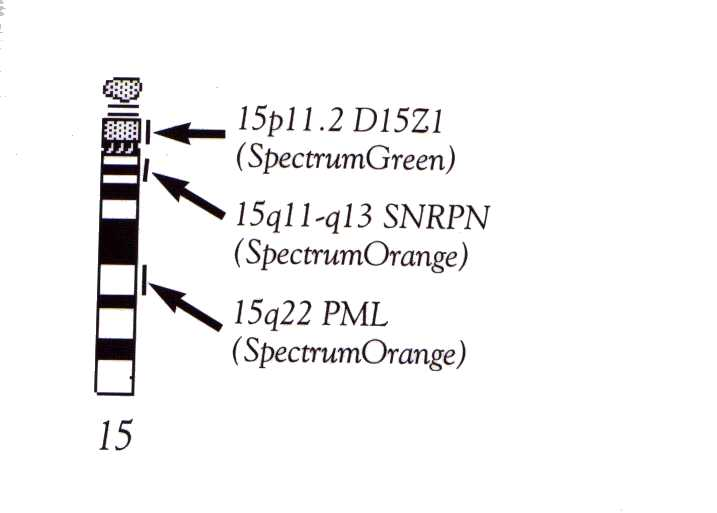 15p11.2 D15Z1
(SpectrumGreen)
15q11-q13 SNRPN
(SpectrumOrange)
15q22 PML
(SpectrumOrange)
15